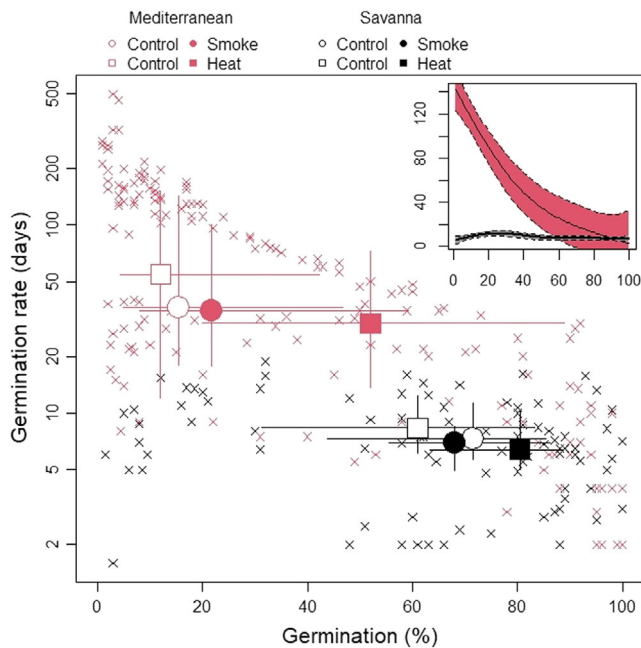 Mediterranean Savanna
Control Smoke Control Smoke
Control Heat Control Heat
500
200
100
50
20
10
5
2
Germination rate (days)
0 20 40 60 80 100
Germination (%)
120
80
40
0
0 20 40 60 80 100